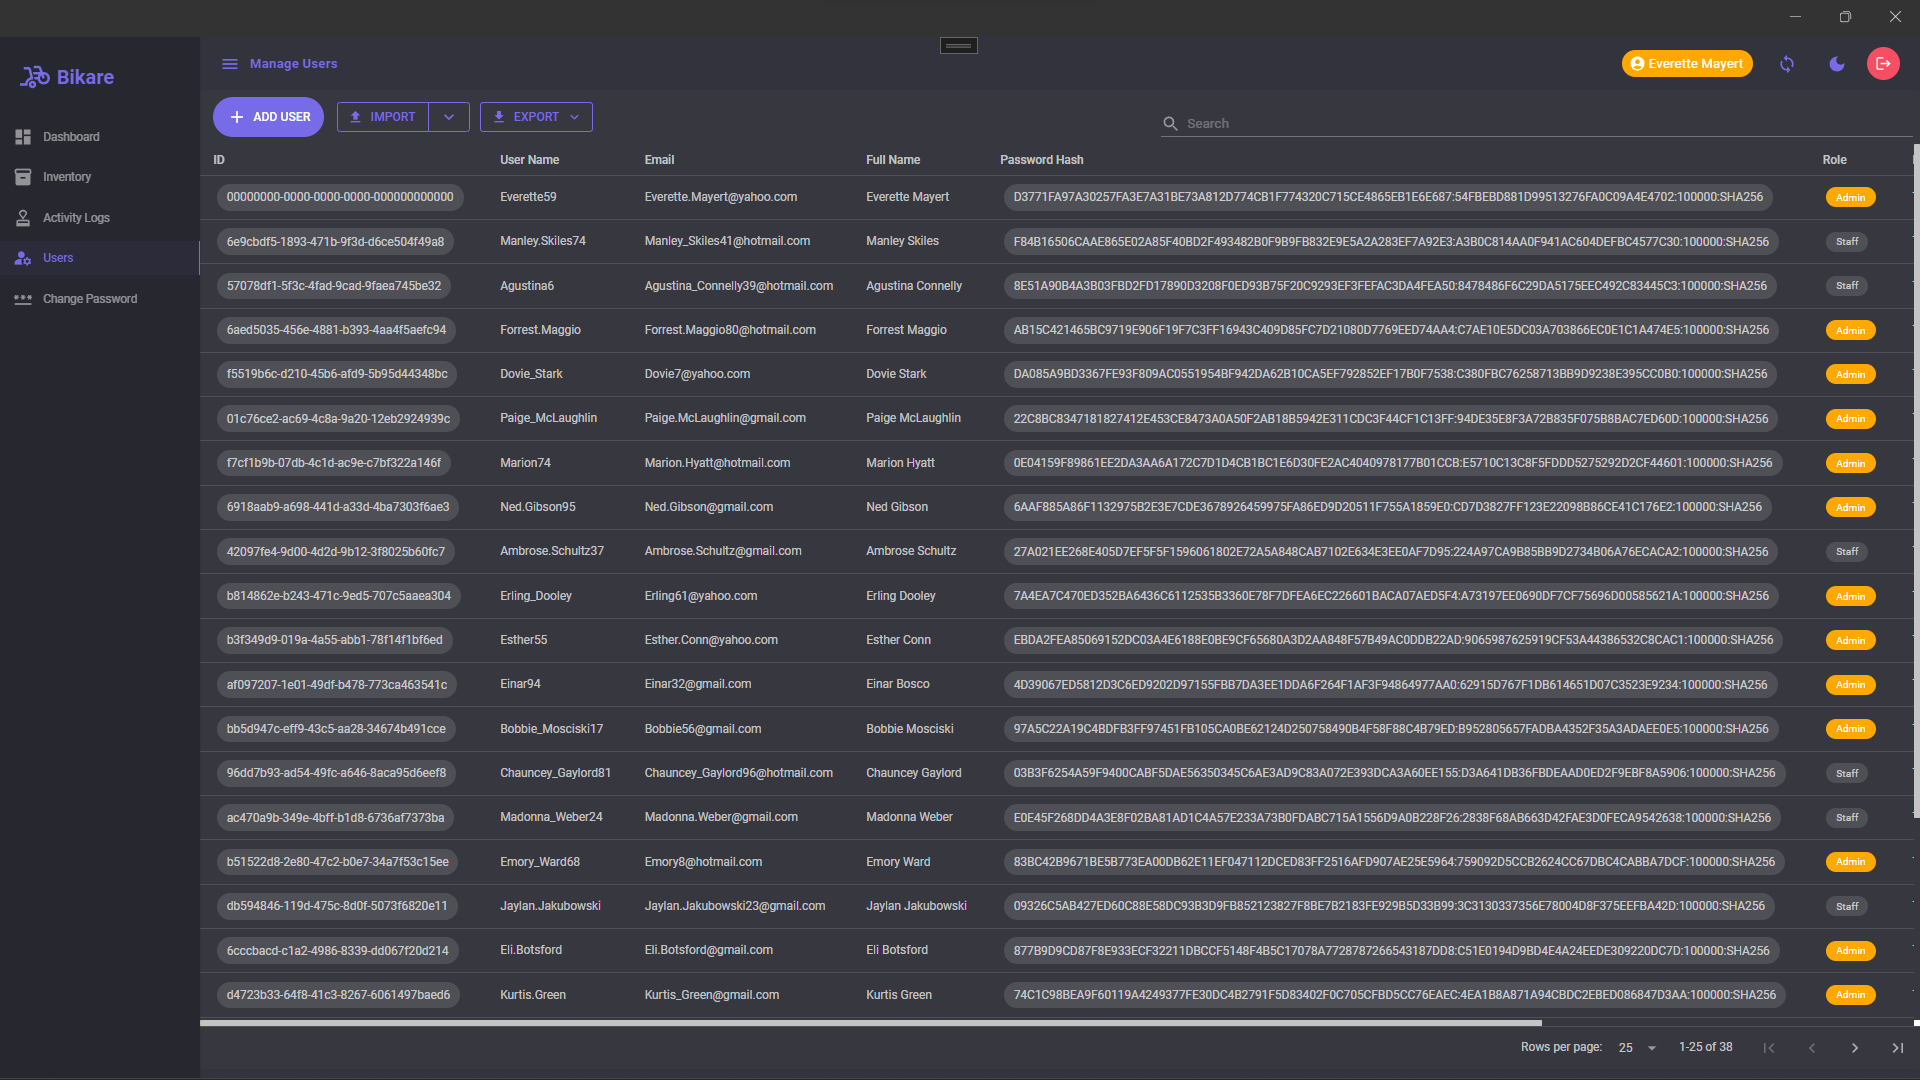 Bikare
Manage Users
Everette Mayert
ADD USER
IMPORT
EXPORT
Search
Dashboard
Inventory
Activity Logs
Users
Change Password
ID User Name Email Full Name Password Hash Role
00000000-0000-0000-0000-000000000000 Everette59 Everette.Mayert@yahoo.com Everette Mayert D3771FA97A30257FA3E7A31BE73A812D774CB1F774320C715CE4865EB1E6E687:54FBEBD881D99513276FA0C09A4E4702:100000:SHA256 Admin
6e9cbdf5-1893-471b-9f3d-d6ce504f49a8 Manley.Skiles74 Manley_Skiles41@hotmail.com Manley Skiles F84B16506CAAE865E02A85F40BD2F493482B0F9B9FB832E9E5A2A283EF7A92E3:A3B0C814AA0F941AC604DEFBC4577C30:100000:SHA256 Staff
57078df1-5f3c-4fad-9cad-9faea745be32 Agustina6 Agustina_Connelly39@hotmail.com Agustina Connelly 8E51A90B4A3B03FBD2FD17890D3208F0ED93B75F20C9293EF3FEFAC3DA4FEA50:8478486F6C29DA5175EEC492C83445C3:100000:SHA256 Staff
6aed5035-456e-4881-b393-4aa4f5aefc94 Forrest.Maggio Forrest.Maggio80@hotmail.com Forrest Maggio AB15C421465BC9719E906F19F7C3FF16943C409D85FC7D21080D7769EED74AA4:C7AE10E5DC03A703866EC0E1C1A474E5:100000:SHA256 Admin
f5519b6c-d210-45b6-afd9-5b95d44348bc Dovie_Stark Dovie7@yahoo.com Dovie Stark DA085A9BD3367FE93F809AC0551954BF942DA62B10CA5EF792852EF17B0F7538:C380FBC76258713BB9D9238E395CC0B0:100000:SHA256 Admin
01c76ce2-ac69-4c8a-9a20-12eb2924939c Paige_McLaughlin Paige.McLaughlin@gmail.com Paige McLaughlin 22C8BC8347181827412E453CE8473A0A50F2AB18B5942E311CDC3F44CF1C13FF:94DE35E8F3A72B835F075B8BAC7ED60D:100000:SHA256 Admin
f7cf1b9b-07db-4c1d-ac9e-c7bf322a146f Marion74 Marion.Hyatt@hotmail.com Marion Hyatt 0E04159F89861EE2DA3AA6A172C7D1D4CB1BC1E6D30FE2AC4040978177B01CCB:E5710C13C8F5FDDD5275292D2CF44601:100000:SHA256 Admin
6918aab9-a698-441d-a33d-4ba7303f6ae3 Ned.Gibson95 Ned.Gibson@gmail.com Ned Gibson 6AAF885A86F1132975B2E3E7CDE3678926459975FA86ED9D20511F755A1859E0:CD7D3827FF123E22098B86CE41C176E2:100000:SHA256 Admin
42097fe4-9d00-4d2d-9b12-3f8025b60fc7 Ambrose.Schultz37 Ambrose.Schultz@gmail.com Ambrose Schultz 27A021EE268E405D7EF5F5F1596061802E72A5A848CAB7102E634E3EE0AF7D95:224A97CA9B85BB9D2734B06A76ECACA2:100000:SHA256 Staff
b814862e-b243-471c-9ed5-707c5aaea304 Erling_Dooley Erling61@yahoo.com Erling Dooley 7A4EA7C470ED352BA6436C6112535B3360E78F7DFEA6EC226601BACA07AED5F4:A73197EE0690DF7CF75696D00585621A:100000:SHA256 Admin
b3f349d9-019a-4a55-abb1-78f14f1bf6ed Esther55 Esther.Conn@yahoo.com Esther Conn EBDA2FEA85069152DC03A4E6188E0BE9CF65680A3D2AA848F57B49AC0DDB22AD:9065987625919CF53A44386532C8CAC1:100000:SHA256 Admin
af097207-1e01-49df-b478-773ca463541c Einar94 Einar32@gmail.com Einar Bosco 4D39067ED5812D3C6ED9202D97155FBB7DA3EE1DDA6F264F1AF3F94864977AA0:62915D767F1DB614651D07C3523E9234:100000:SHA256 Admin
bb5d947c-eff9-43c5-aa28-34674b491cce Bobbie_Mosciski17 Bobbie56@gmail.com Bobbie Mosciski 97A5C22A19C4BDFB3FF97451FB105CA0BE62124D250758490B4F58F88C4B79ED:B952805657FADBA4352F35A3ADAEE0E5:100000:SHA256 Admin
96dd7b93-ad54-49fc-a646-8aca95d6eef8 Chauncey_Gaylord81 Chauncey_Gaylord96@hotmail.com Chauncey Gaylord 03B3F6254A59F9400CABF5DAE56350345C6AE3AD9C83A072E393DCA3A60EE155:D3A641DB36FBDEAAD0ED2F9EBF8A5906:100000:SHA256 Staff
ac470a9b-349e-4bff-b1d8-6736af7373ba Madonna_Weber24 Madonna.Weber@gmail.com Madonna Weber E0E45F268DD4A3E8F02BA81AD1C4A57E233A73B0FDABC715A1556D9A0B228F26:2838F68AB663D42FAE3D0FECA9542638:100000:SHA256 Staff
b51522d8-2e80-47c2-b0e7-34a7f53c15ee Emory_Ward68 Emory8@hotmail.com Emory Ward 83BC42B9671BE5B773EA00DB62E11EF047112DCED83FF2516AFD907AE25E5964:759092D5CCB2624CC67DBC4CABBA7DCF:100000:SHA256 Admin
db594846-119d-475c-8d0f-5073f6820e11 Jaylan.Jakubowski Jaylan.Jakubowski23@gmail.com Jaylan Jakubowski 09326C5AB427ED60C88E58DC93B3D9FB852123827F8BE7B2183FE929B5D33B99:3C3130337356E78004D8F375EEFBA42D:100000:SHA256 Staff
6cccbacd-c1a2-4986-8339-dd067f20d214 Eli.Botsford Eli.Botsford@gmail.com Eli Botsford 877B9D9CD87F8E933ECF32211DBCCF5148F4B5C17078A7728787266543187DD8:C51E0194D9BD4E4A24EEDE309220DC7D:100000:SHA256 Admin
d4723b33-64f8-41c3-8267-6061497baed6 Kurtis.Green Kurtis_Green@gmail.com Kurtis Green 74C1C98BEA9F60119A4249377FE30DC4B2791F5D83402F0C705CFBD5CC76EAEC:4EA1B8A871A94CBDC2EBED086847D3AA:100000:SHA256 Admin
Rows per page: 25 1-25 of 38